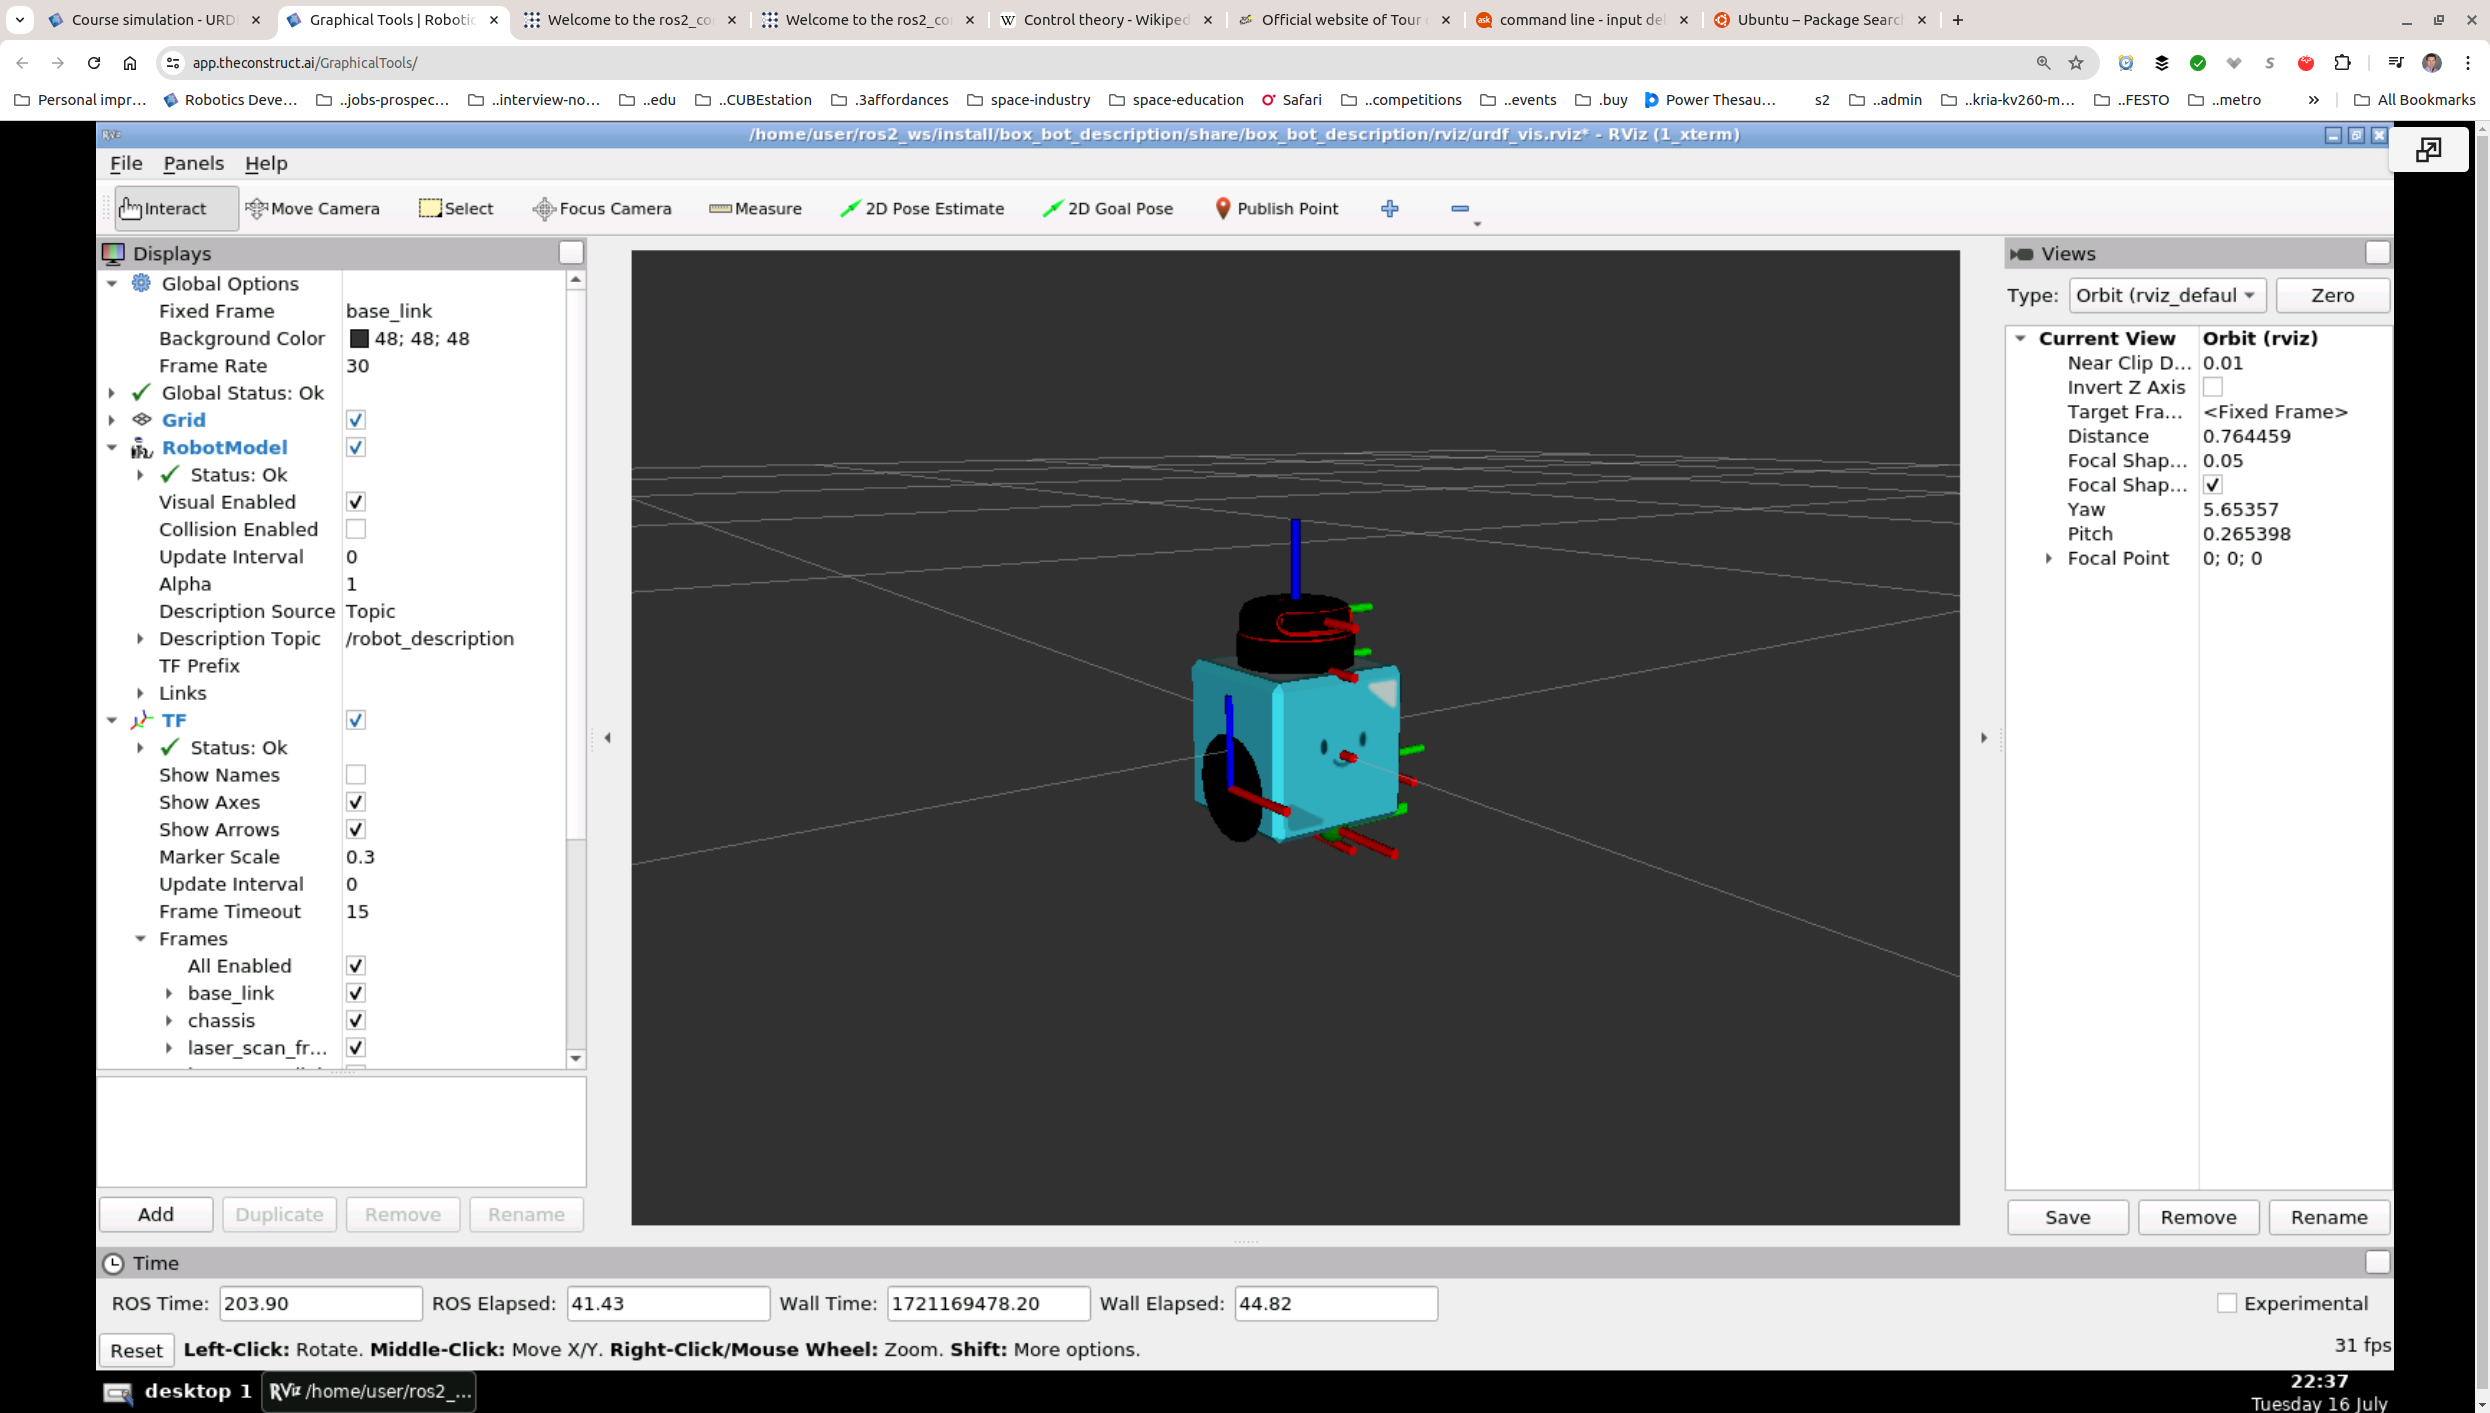 Course simulation - URD
Graphical Tools | Robotic
Welcome to the ros2_co
Welcome to the ros2_co
Control theory - Wikiped
Official website of Tour
command line - input de
Ubuntu – Package Searc
app.theconstruct.ai/GraphicalTools/
Personal impr…
Robotics Deve…
..jobs-prospec…
..interview-no…
..edu
..CUBEstation
.3affordances
space-industry
space-education
Safari
..competitions
..events
.buy
Power Thesau…
s2
..admin
..kria-kv260-m…
..FESTO
..metro
»
All Bookmarks
/home/user/ros2_ws/install/box_bot_description/share/box_bot_description/rviz/urdf_vis.rviz* - RViz (1_xterm)
File Panels Help
Interact Move Camera Select Focus Camera Measure 2D Pose Estimate 2D Goal Pose Publish Point
Displays
Global Options
Fixed Frame base_link
Background Color 48; 48; 48
Frame Rate 30
Global Status: Ok
Grid
RobotModel
Status: Ok
Visual Enabled
Collision Enabled
Update Interval 0
Alpha 1
Description Source Topic
Description Topic /robot_description
TF Prefix
Links
TF
Status: Ok
Show Names
Show Axes
Show Arrows
Marker Scale 0.3
Update Interval 0
Frame Timeout 15
Frames
All Enabled
base_link
chassis
laser_scan_fr...
Add Duplicate Remove Rename
Views
Type: Orbit (rviz_defaul Zero
Current View Orbit (rviz)
Near Clip D... 0.01
Invert Z Axis
Target Fra... <Fixed Frame>
Distance 0.764459
Focal Shap... 0.05
Focal Shap...
Yaw 5.65357
Pitch 0.265398
Focal Point 0; 0; 0
Save Remove Rename
Time
ROS Time: 203.90 ROS Elapsed: 41.43 Wall Time: 1721169478.20 Wall Elapsed: 44.82 Experimental
Reset Left-Click: Rotate. Middle-Click: Move X/Y. Right-Click/Mouse Wheel: Zoom. Shift: More options. 31 fps
desktop 1 RViz /home/user/ros2_...
22:37
Tuesday 16 July